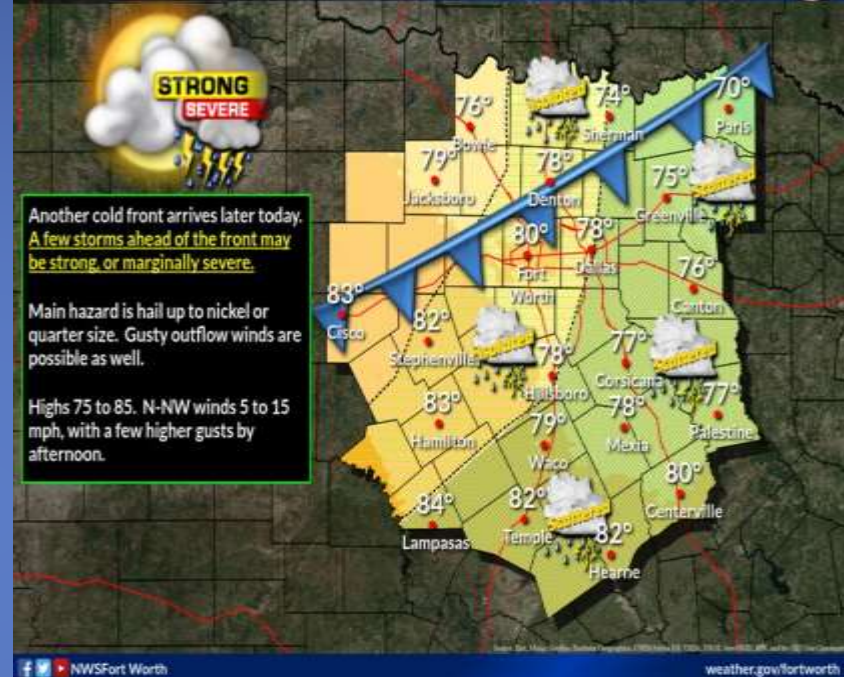 STRONG
SEVERE
Another cold front arrives later today.
A few storms ahead of the front may
be strong, or marginally severe.
Main hazard is hail up to nickel or
quarter size. Gusty outflow winds are
possible as well.
Highs 75 to 85. N-NW winds 5 to 15
mph, with a few higher gusts by
afternoon.
76°
Bowie
Isolated
74°
Sherman
70°
Paris
79°
Jacksboro
78°
Denton
75°
Greenville
Scattered
80°
Fort
Worth
78°
Dallas
76°
Canton
83°
Cisco
82°
Stephenville
Isolated
78°
Hillsboro
77°
Corsicana
Scattered
83°
Hamilton
79°
Waco
78°
Mexia
77°
Palestine
84°
Lampasas
82°
Temple
Scattered
82°
Hearne
80°
Centerville
NWSFort Worth
weather.gov/fortworth